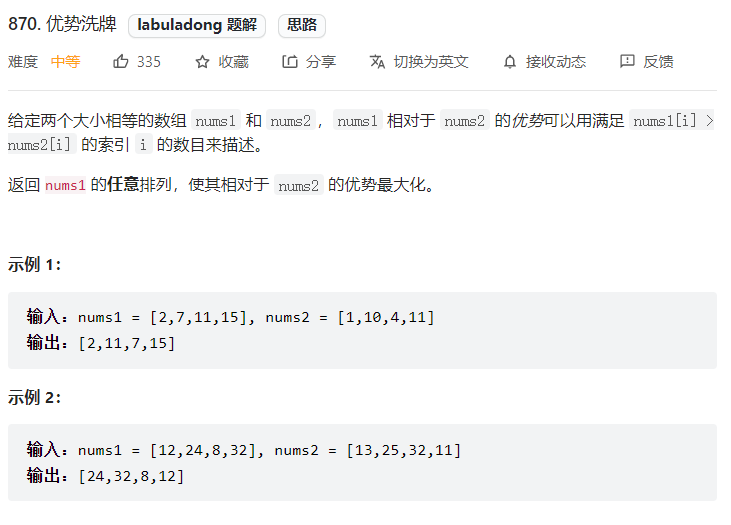 870. 优势洗牌 labuladong 题解 思路
难度 中等 335 收藏 分享 切换为英文 接收动态 反馈
给定两个大小相等的数组 nums1 和 nums2，nums1 相对于 nums2 的优势可以用满足 nums1[i] >
nums2[i] 的索引 i 的数目来描述。
返回 nums1 的任意排列，使其相对于 nums2 的优势最大化。
示例 1：
输入：nums1 = [2,7,11,15], nums2 = [1,10,4,11]
输出：[2,11,7,15]
示例 2：
输入：nums1 = [12,24,8,32], nums2 = [13,25,32,11]
输出：[24,32,8,12]